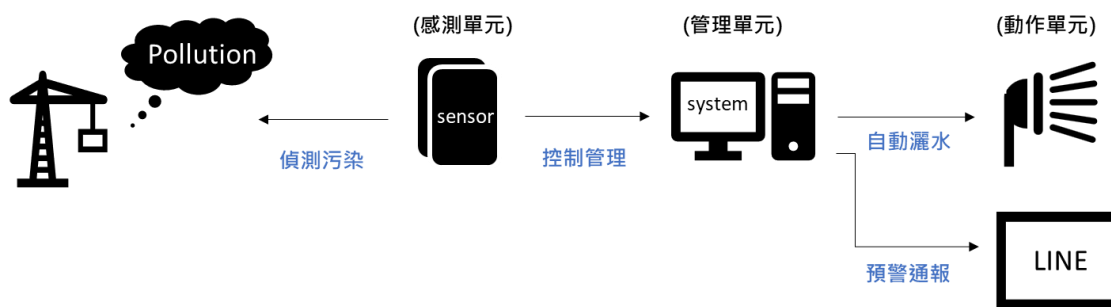 (感測單元)
(管理單元)
(動作單元)
Pollution
sensor
system
偵測污染
控制管理
自動灑水
預警通報
LINE